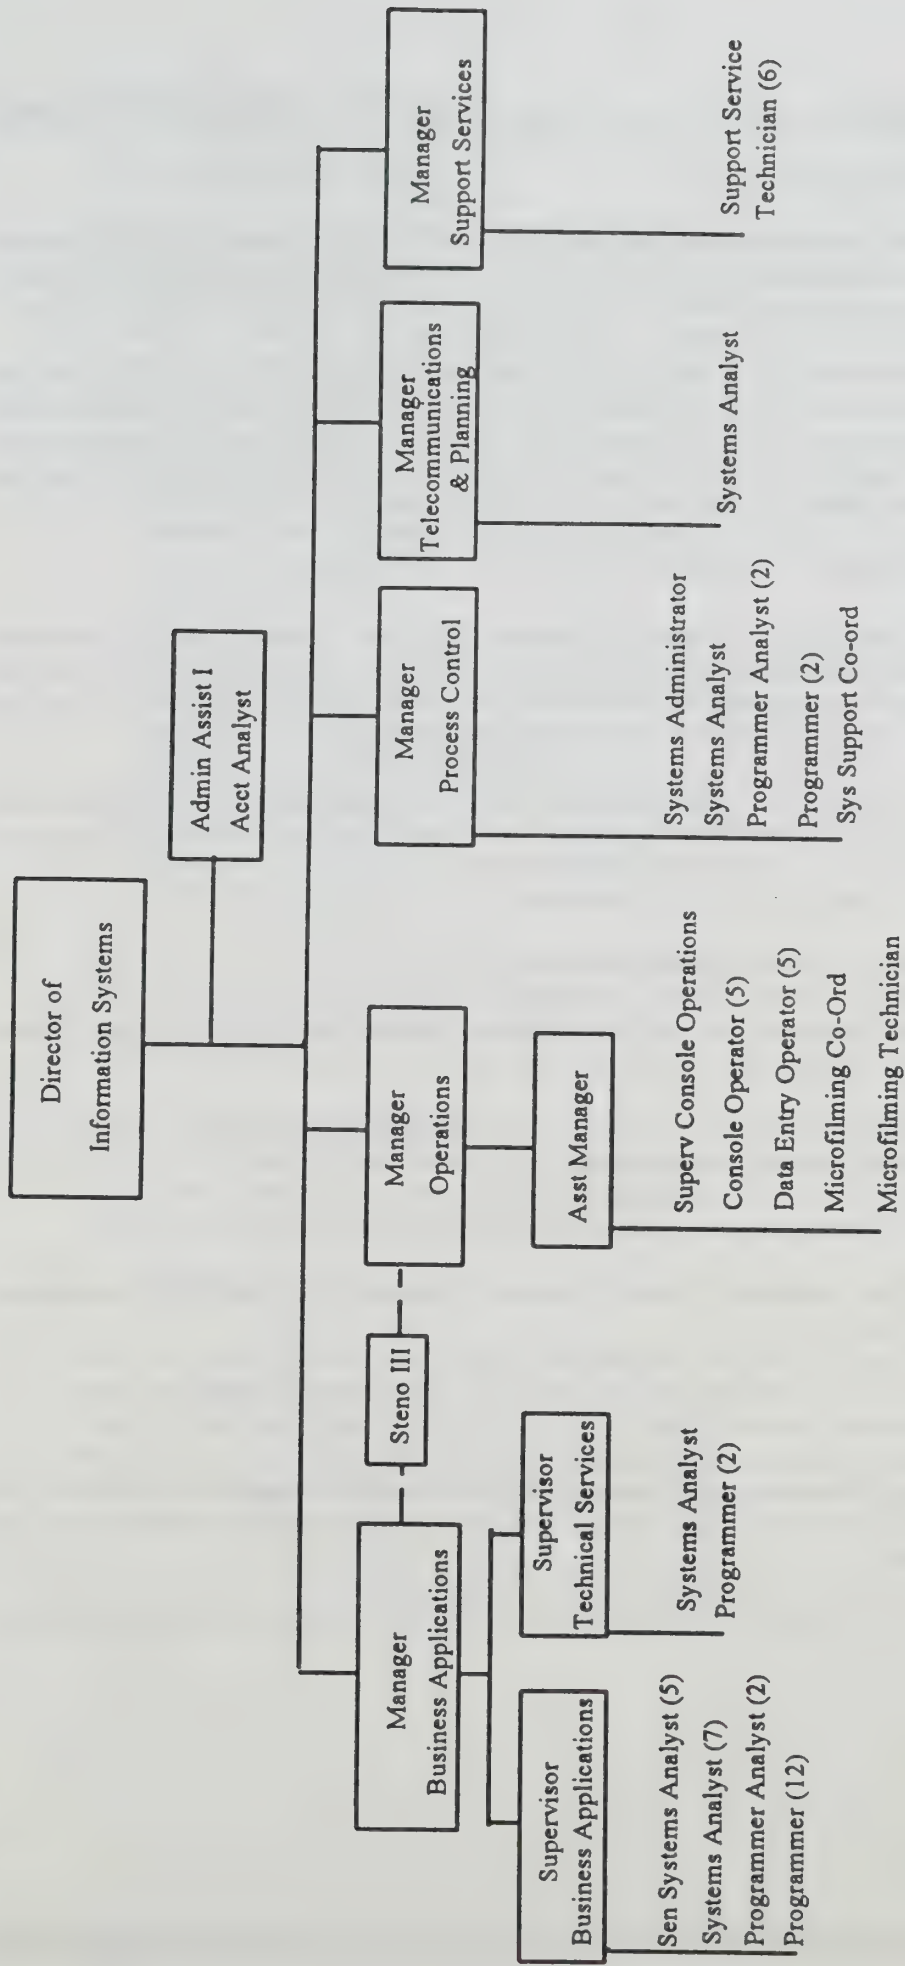 Director of
Information Systems
Admin Assist I
Acct Analyst
Manager
Business Applications
Steno III
Manager
Operations
Manager
Process Control
Manager
Telecommunications
& Planning
Manager
Support Services
Supervisor
Business Applications
Sen Systems Analyst (5)
Systems Analyst (7)
Programmer Analyst (2)
Programmer (12)
Supervisor
Technical Services
Systems Analyst
Programmer (2)
Asst Manager
Superv Console Operations
Console Operator (5)
Data Entry Operator (5)
Microfilming Co-Ord
Microfilming Technician
Systems Administrator
Systems Analyst
Programmer Analyst (2)
Programmer (2)
Sys Support Co-ord
Systems Analyst
Support Service
Technician (6)